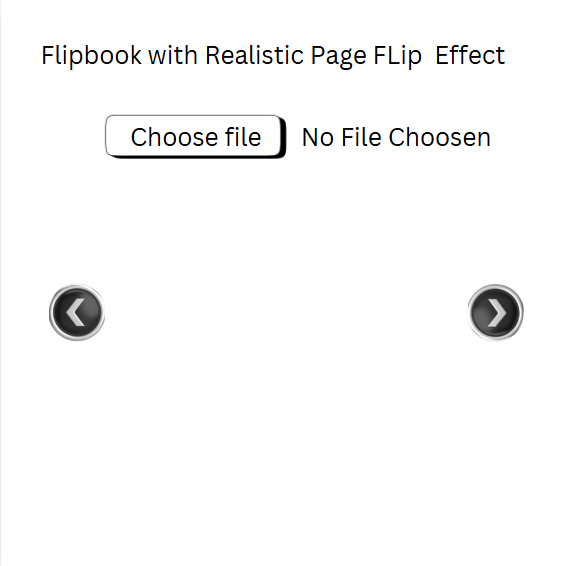 Flipbook with Realistic Page FLip  Effect
Choose file
No File Choosen